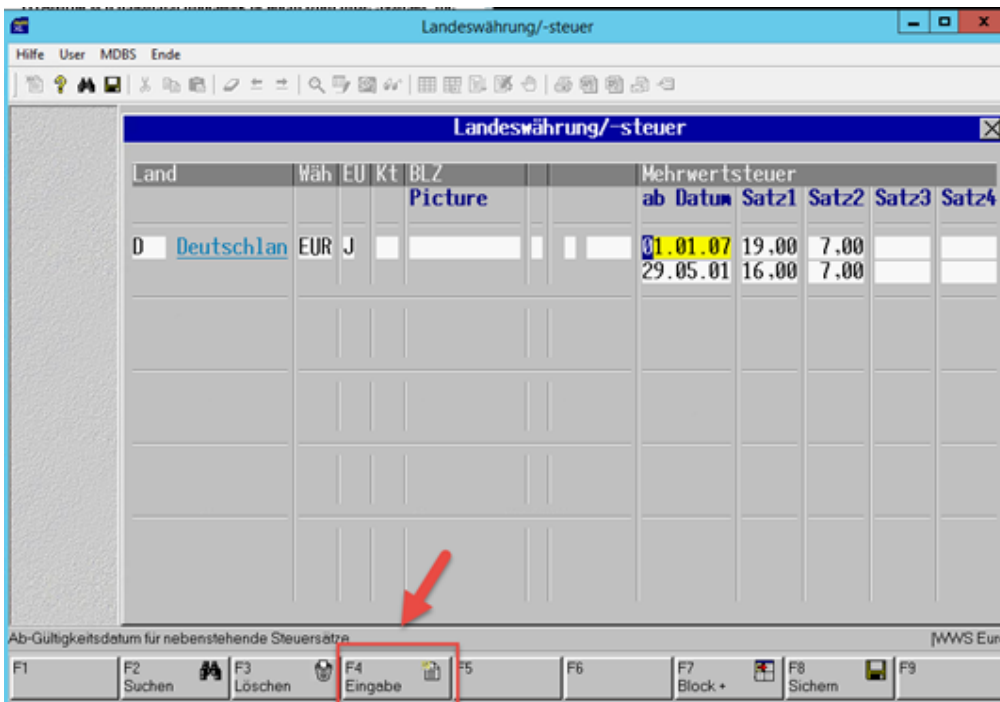 Landeswährung/-steuer
Hilfe User MDBS Ende
Landeswährung/-steuer
Land Wäh EU Kt BLZ Mehrwertsteuer
Picture ab Datum Satz1 Satz2 Satz3 Satz4
D Deutschlan EUR J 01.01.07 19,00 7,00
29.05.01 16,00 7,00
Ab-Gültigkeitsdatum für nebenstehende Steuersätze WWS Eur
F1 F2 F3 F4 F5 F6 F7 F8 F9
Suchen Löschen Eingabe Block + Sichern